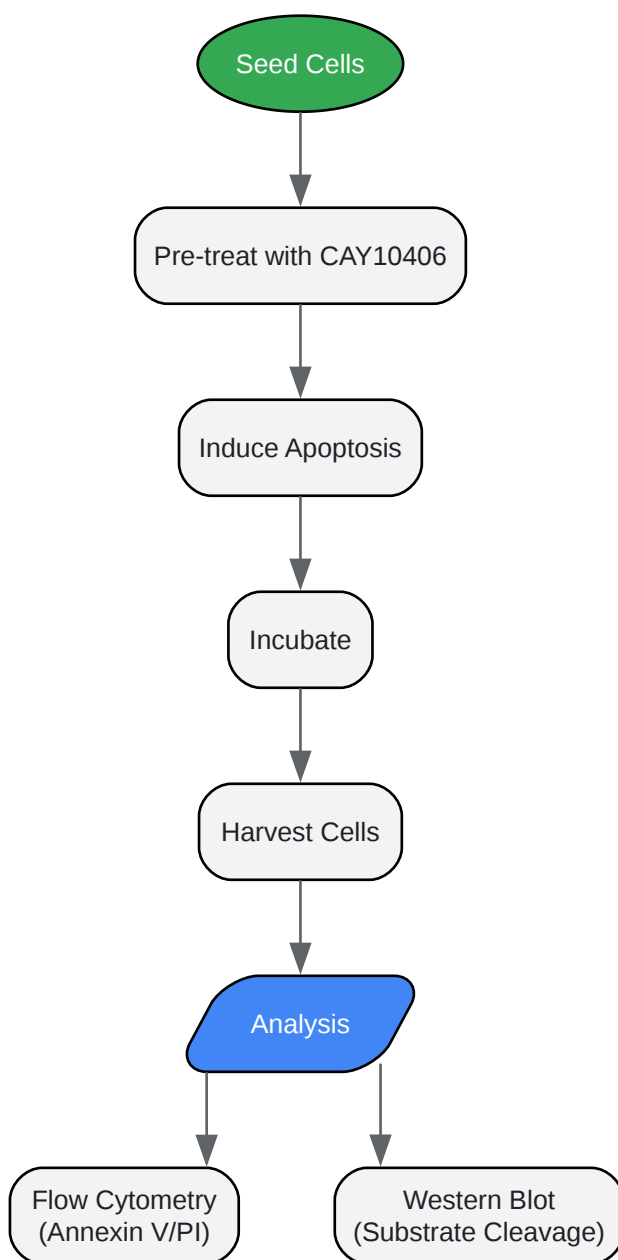 Seed Cells
Pre-treat with CAY10406
Induce Apoptosis
Incubate
Harvest Cells
Analysis
Flow Cytometry
(Annexin V/PI)
Western Blot
(Substrate Cleavage)